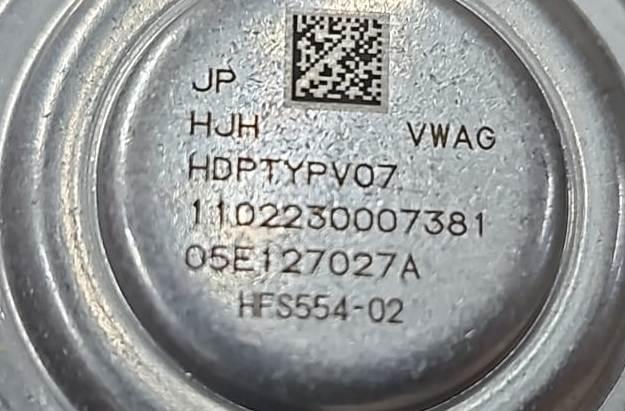 JP
HJH VWAG
HDPTYPV07
1102230007381
05E127027A
HFS554-02